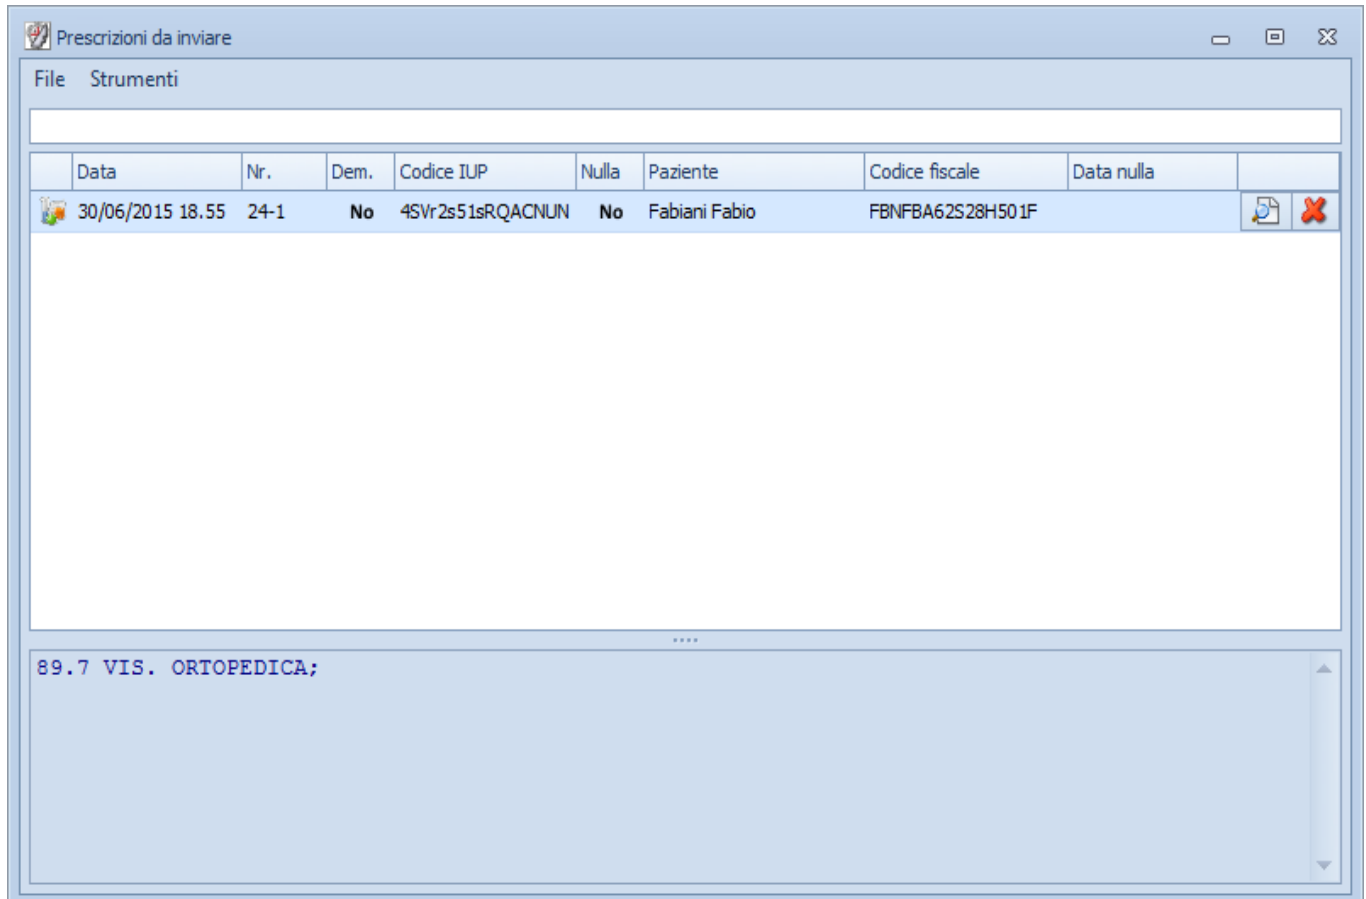 Prescrizioni da inviare
File Strumenti
Data Nr. Dem. Codice IUP Nulla Paziente Codice fiscale Data nulla
30/06/2015 18.55 24-1 No 4SVr2s51sRQACNUN No Fabiani Fabio FBNFBA62S28H501F
89.7 VIS. ORTOPEDICA;